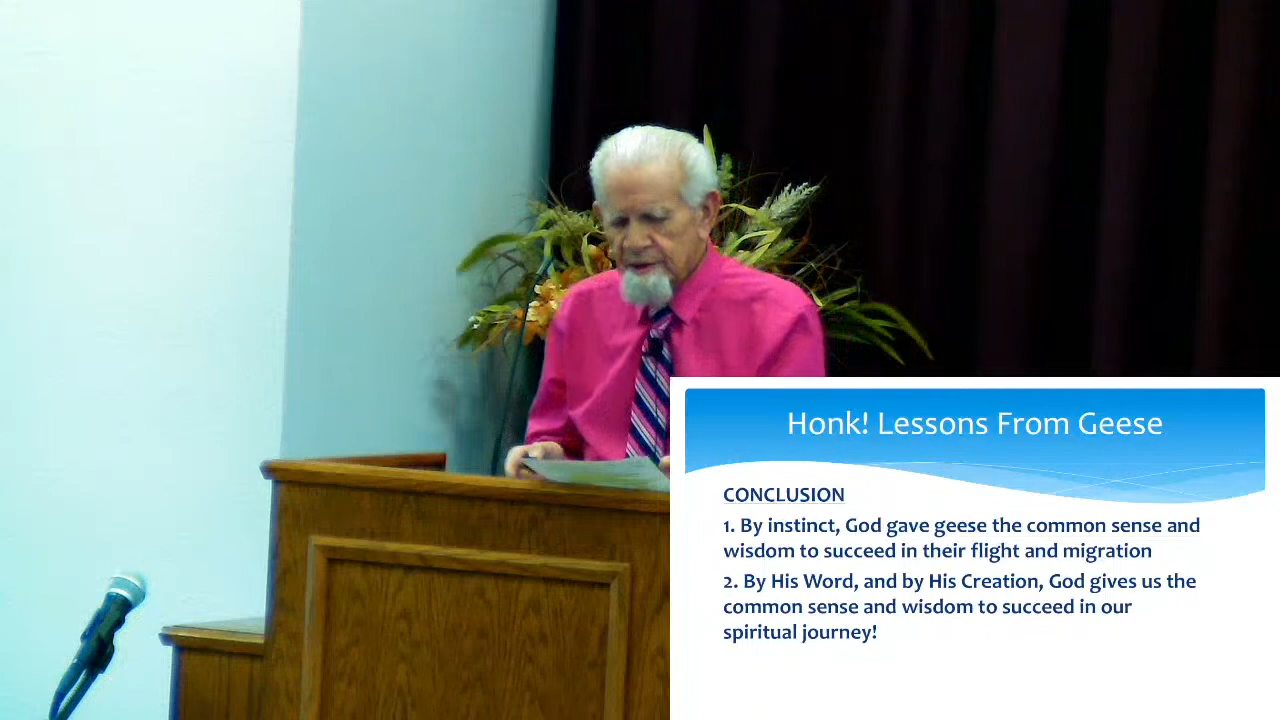 Honk! Lessons From Geese
CONCLUSION
1. By instinct, God gave geese the common sense and
wisdom to succeed in their flight and migration
2. By His Word, and by His Creation, God gives us the
common sense and wisdom to succeed in our
spiritual journey!